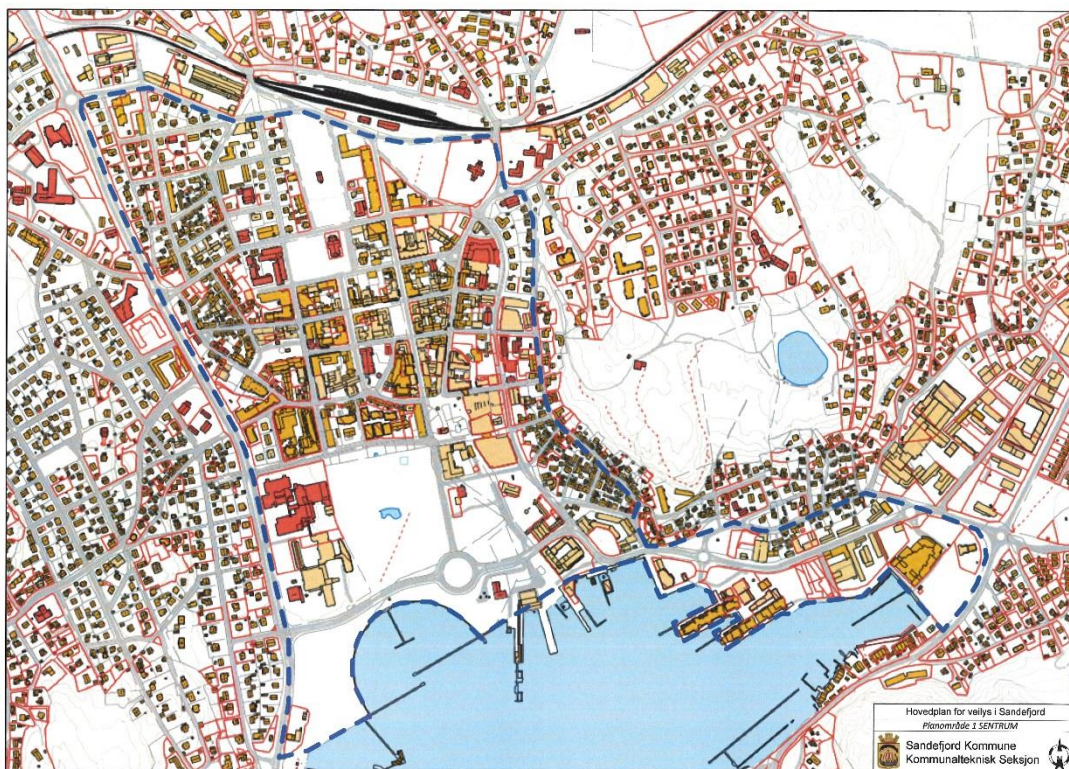 Hovedplan for veilys i Sandefjord
Planområde 1 SENTRUM
Sandefjord Kommune
Kommunalteknisk Seksjon